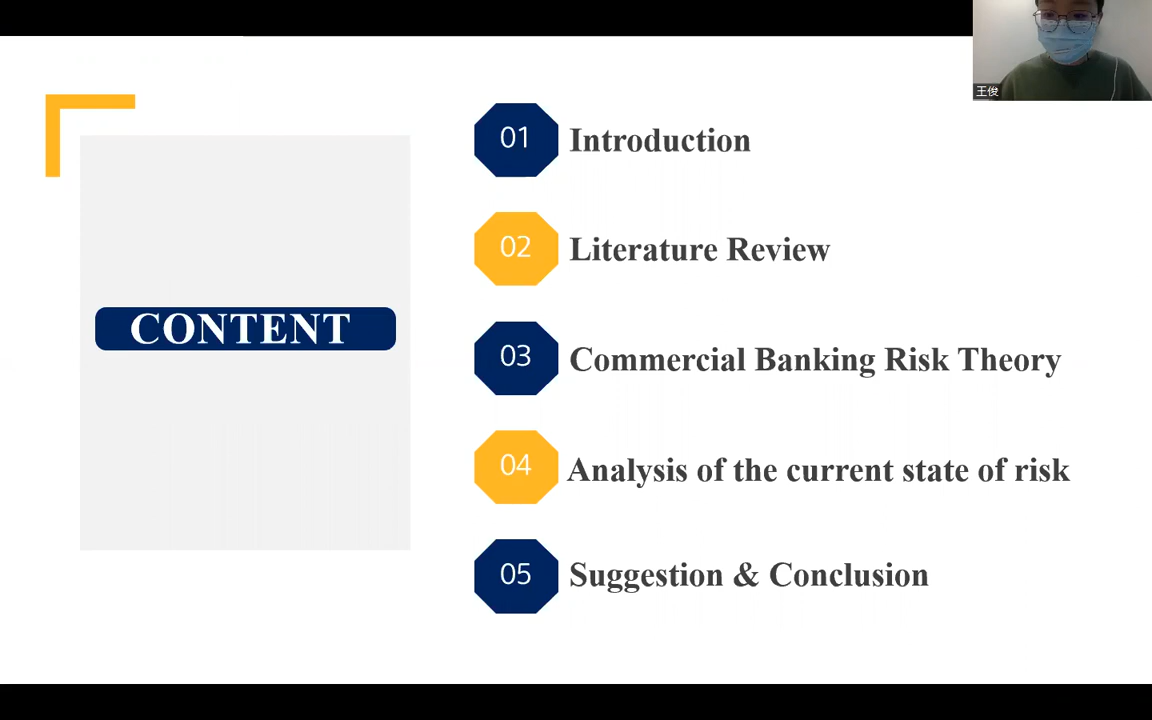 王俊
CONTENT
01 Introduction
02 Literature Review
03 Commercial Banking Risk Theory
04 Analysis of the current state of risk
05 Suggestion & Conclusion